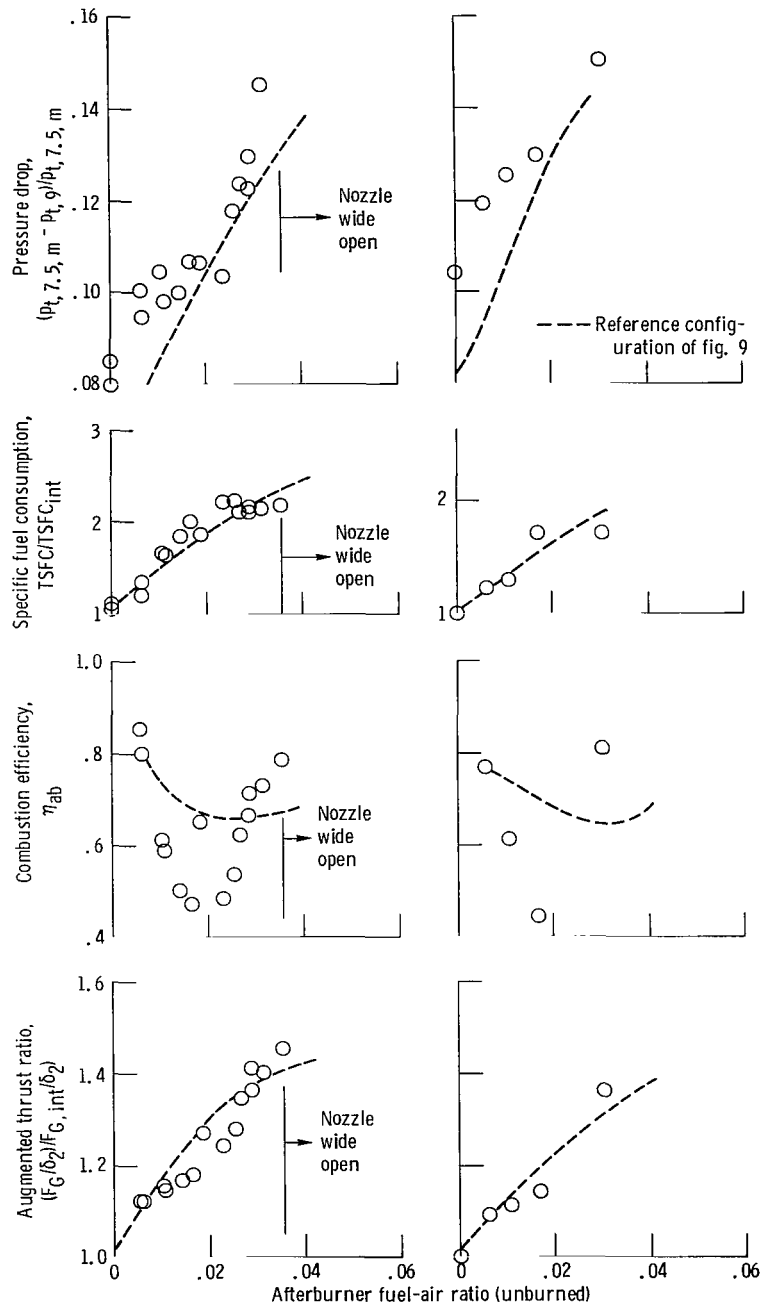 .16
.14
.12
.10
.08
Pressure drop,
(pt, 7.5, m - pt, 9)/pt, 7.5, m
Nozzle
wide
open
Reference config-
uration of fig. 9
3
2
1
Specific fuel consumption,
TSFC/TSFCint
Nozzle
wide
open
2
1
1.0
.8
.6
.4
Combustion efficiency,
ηab
Nozzle
wide
open
1.6
1.4
1.2
1.0
Augmented thrust ratio,
(FG/δ2)/FG, int/δ2)
Nozzle
wide
open
0 .02 .04 .06 0 .02 .04 .06
Afterburner fuel-air ratio (unburned)